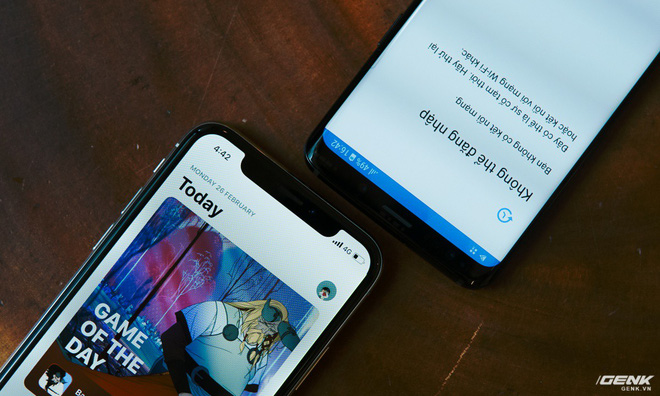 4:42
4G
MONDAY 26 FEBRUARY
Today
GAME
OF THE
DAY
49% 16:42
Không thể đăng nhập
Bạn không có kết nối mạng.
Đây có thể là sự cố tạm thời. Hãy thử lại
hoặc kết nối với mạng Wi-Fi khác.
GENK
GENK.VN